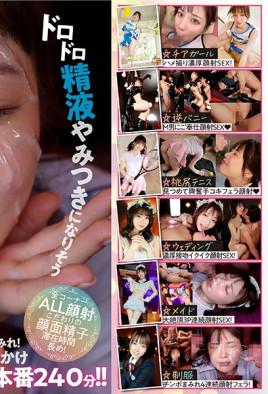 ドロドロ
精液やみつきになりそう
全コーナー
ALL顔射
こだわりの
顔面精子
滞在時間
長め!
みれ!
かけ
本番240分!!
☆チアガール
ハメ撮り濃厚顔射SEX!
☆逆バニー
M男にご奉仕顔射SEX♥
☆桃尻テニス
見つめて興奮手コキフェラ顔射!
☆ウェディング
濃厚接吻イクイク顔射SEX!
☆メイド
大絶頂3P連続顔射SEX!
☆制服
チンポまみれ4連続顔射フェラ!